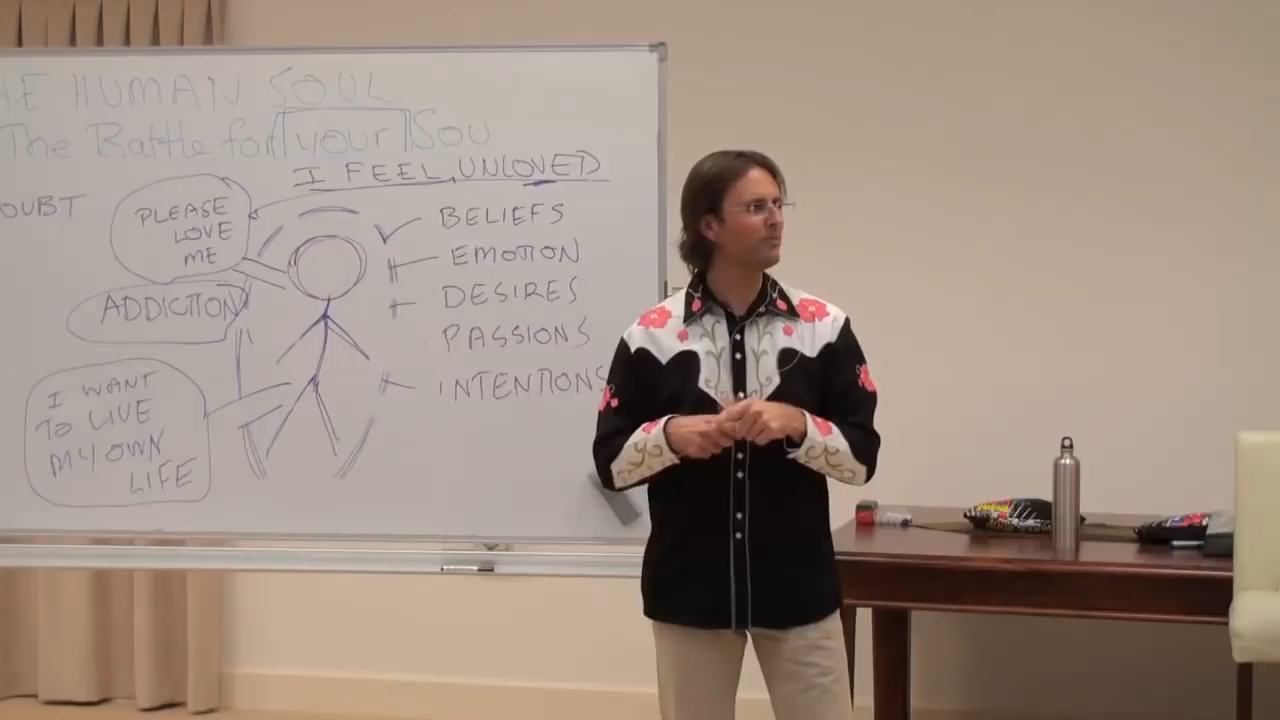 HE HUMAN SOUL
The Battle for your Sou
I FEEL UNLOVED
OUBT
PLEASE
LOVE
ME
ADDICTION
I WANT
TO LIVE
MY OWN
LIFE
BELIEFS
EMOTION
DESIRES
PASSIONS
INTENTIONS